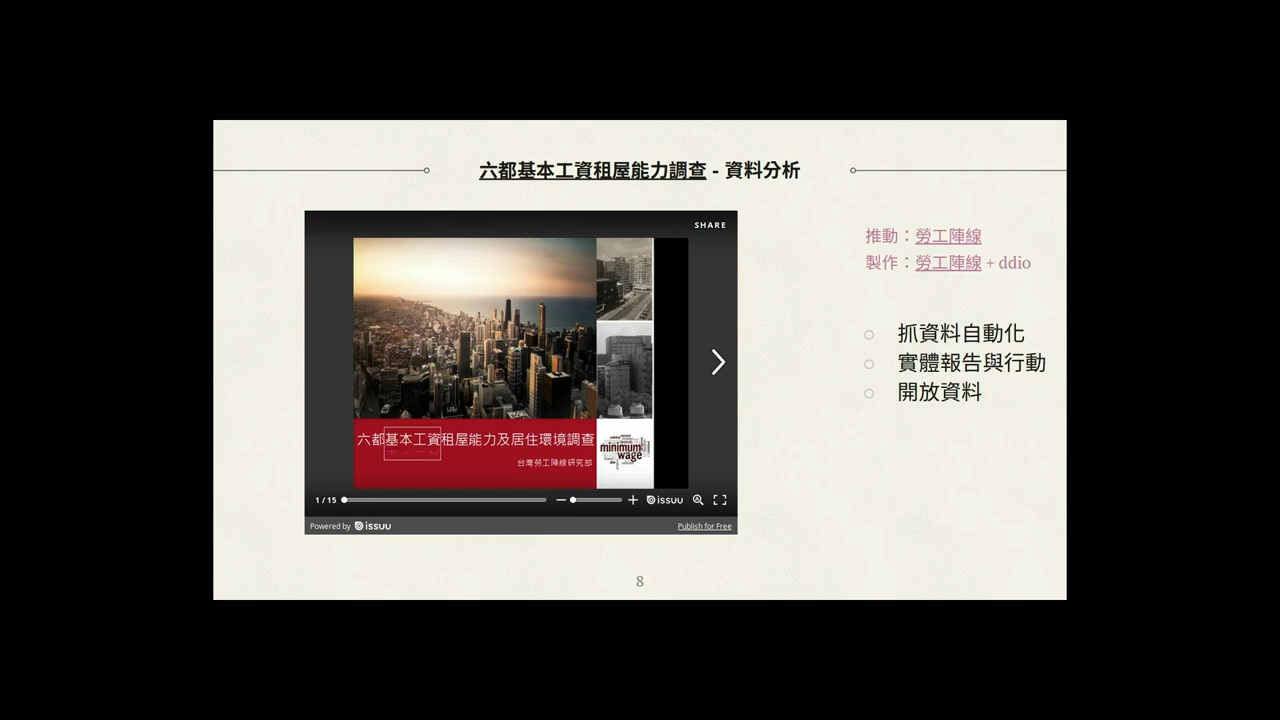 六都基本工資租屋能力調查 - 資料分析
SHARE
六都基本工資租屋能力及居住環境調查
台灣勞工陣線研究部
minimum
wage
1 / 15
issuu
Powered by issuu
Publish for Free
推動：勞工陣線
製作：勞工陣線 + ddio
抓資料自動化
實體報告與行動
開放資料
8